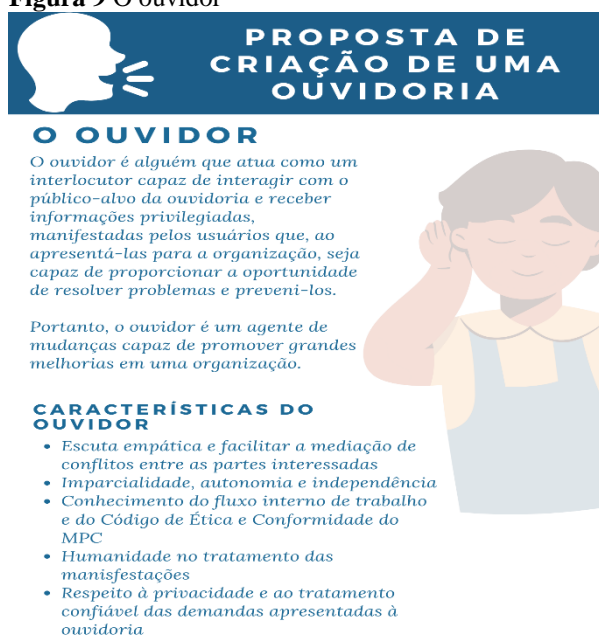 Figura 9 O ouvidor
PROPOSTA DE
CRIAÇÃO DE UMA
OUVIDORIA
O OUVIDOR
O ouvidor é alguém que atua como um
interlocutor capaz de interagir com o
público-alvo da ouvidoria e receber
informações privilegiadas,
manifestadas pelos usuários que, ao
apresentá-las para a organização, seja
capaz de proporcionar a oportunidade
de resolver problemas e preveni-los.
Portanto, o ouvidor é um agente de
mudanças capaz de promover grandes
melhorias em uma organização.
CARACTERÍSTICAS DO
OUVIDOR
• Escuta empática e facilitar a mediação de
conflitos entre as partes interessadas
• Imparcialidade, autonomia e independência
• Conhecimento do fluxo interno de trabalho
e do Código de Ética e Conformidade do
MPC
• Humanidade no tratamento das
manisfestações
• Respeito à privacidade e ao tratamento
confiável das demandas apresentadas à
ouvidoria